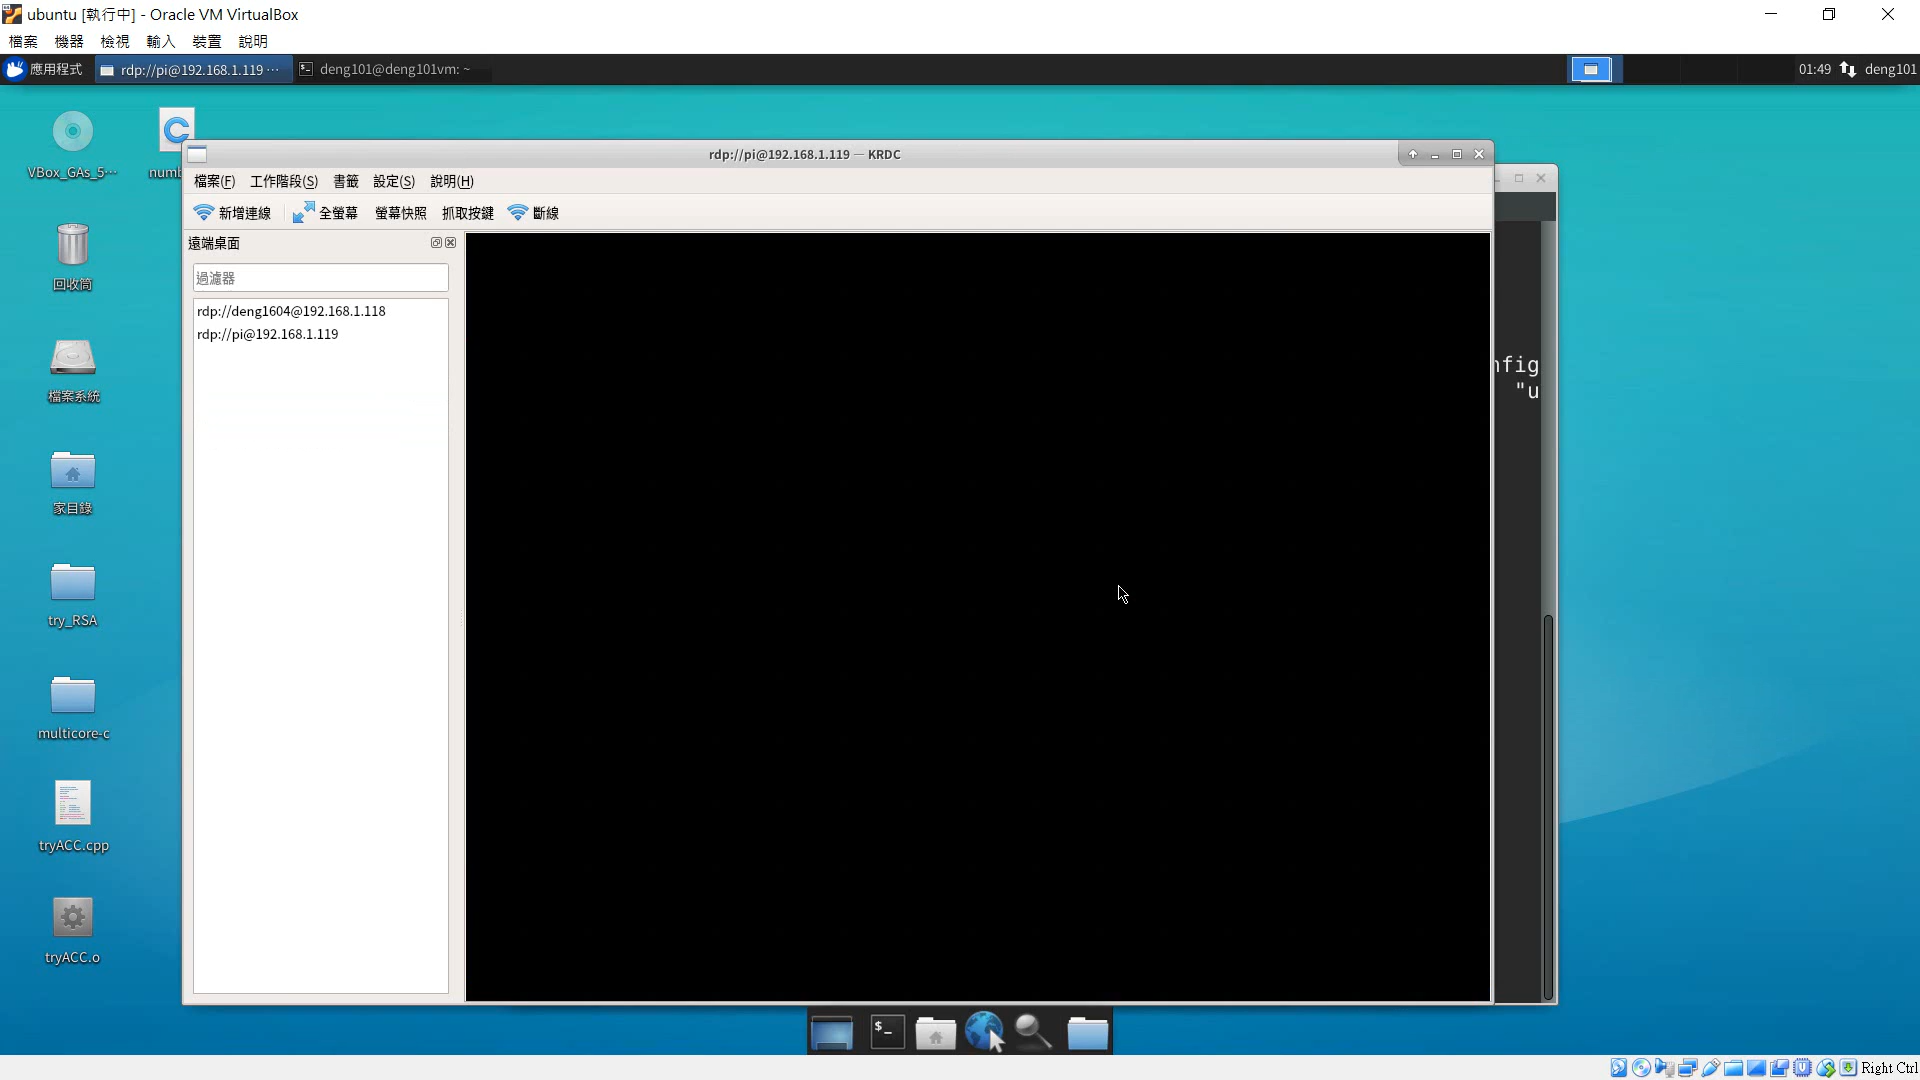 ubuntu [執行中] - Oracle VM VirtualBox
檔案 機器 檢視 輸入 裝置 說明
應用程式 rdp://pi@192.168.1.119 ⋯ deng101@deng101vm: ~ 01:49 deng101
VBox_GAs_5⋯
回收筒
檔案系統
家目錄
try_RSA
multicore-c
tryACC.cpp
tryACC.o
rdp://pi@192.168.1.119 — KRDC
檔案(F) 工作階段(S) 書籤 設定(S) 說明(H)
新增連線 全螢幕 螢幕快照 抓取按鍵 斷線
遠端桌面
過濾器
rdp://deng1604@192.168.1.118
rdp://pi@192.168.1.119
"u
$_
Right Ctrl